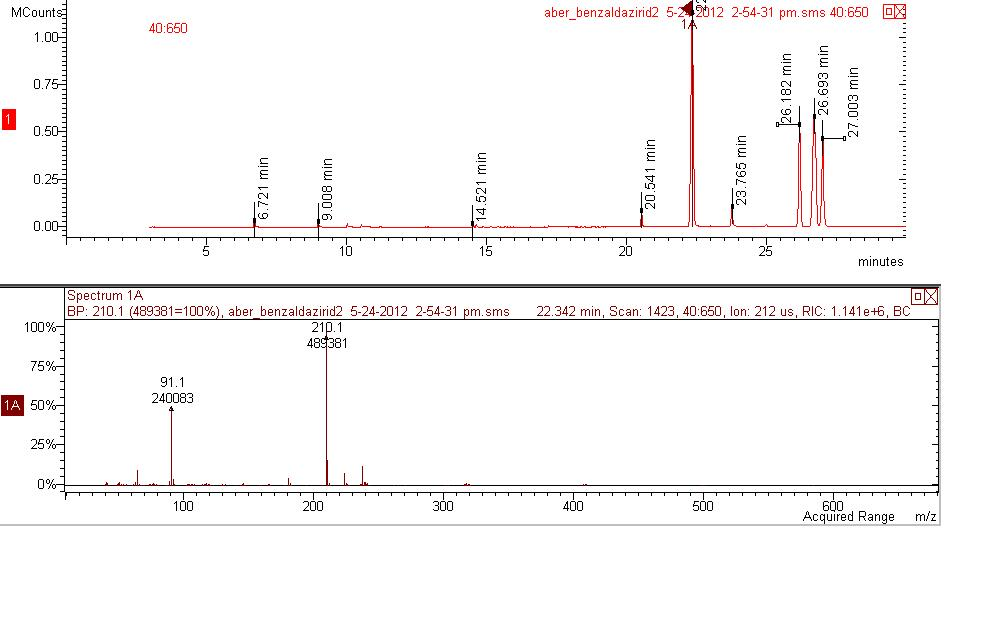 MCounts
aber_benzaldazirid2 5-24-2012 2-54-31 pm.sms 40:650
40:650
1A
1.00
0.75
0.50
0.25
0.00
1
6.721 min
9.008 min
14.521 min
20.541 min
23.765 min
26.182 min
26.693 min
27.003 min
5 10 15 20 25
minutes
Spectrum 1A
BP: 210.1 (489381=100%), aber_benzaldazirid2 5-24-2012 2-54-31 pm.sms 22.342 min, Scan: 1423, 40:650, Ion: 212 us, RIC: 1.141e+6, BC
100%
75%
50%
25%
0%
1A
210.1
489381
91.1
240083
100 200 300 400 500 600
Acquired Range m/z